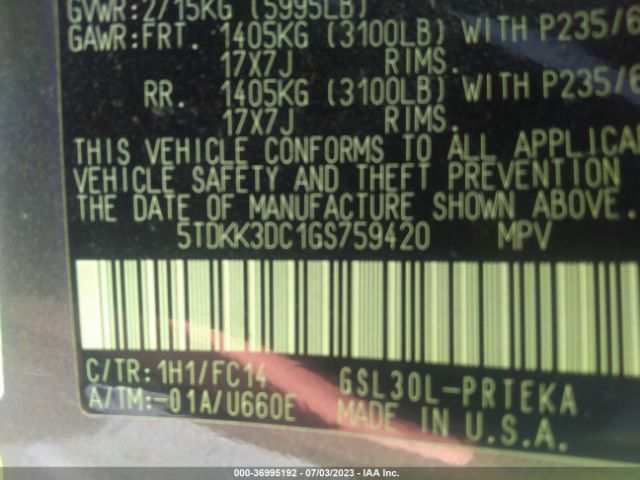 GVWR:2715KG (5995LB)
GAWR:FRT. 1405KG (3100LB) WITH P235/6
17X7J RIMS.
RR. 1405KG (3100LB) WITH P235/6
17X7J RIMS.
THIS VEHICLE CONFORMS TO ALL APPLICA
VEHICLE SAFETY AND THEFT PREVENTION
THE DATE OF MANUFACTURE SHOWN ABOVE.
5TDKK3DC1GS759420 MPV
C/TR: 1H1/FC14 GSL30L-PRTEKA
A/TM:-01A/U660E MADE IN U.S.A.
000-36995192 - 07/03/2023 - IAA Inc.